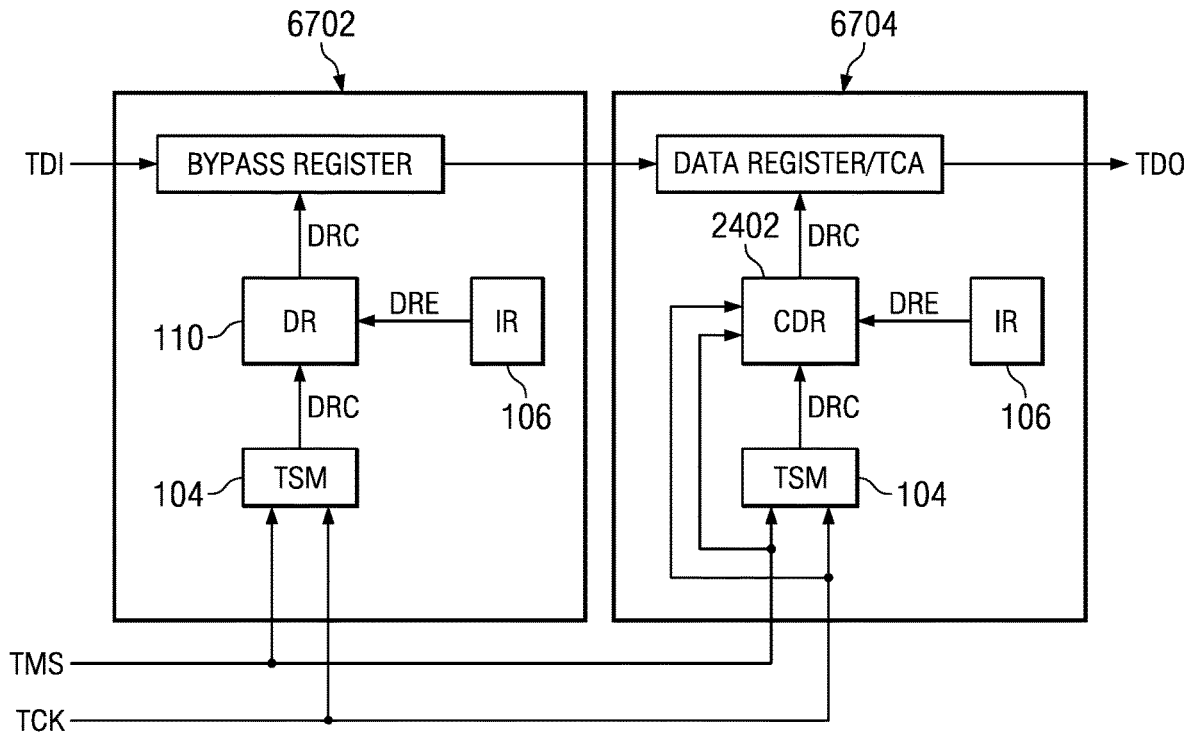 6702
6704
TDI
BYPASS REGISTER
DATA REGISTER/TCA
TDO
DRC
2402
DRC
110
DR
DRE
IR
CDR
DRE
IR
106
106
DRC
DRC
104
TSM
TSM
104
TMS
TCK